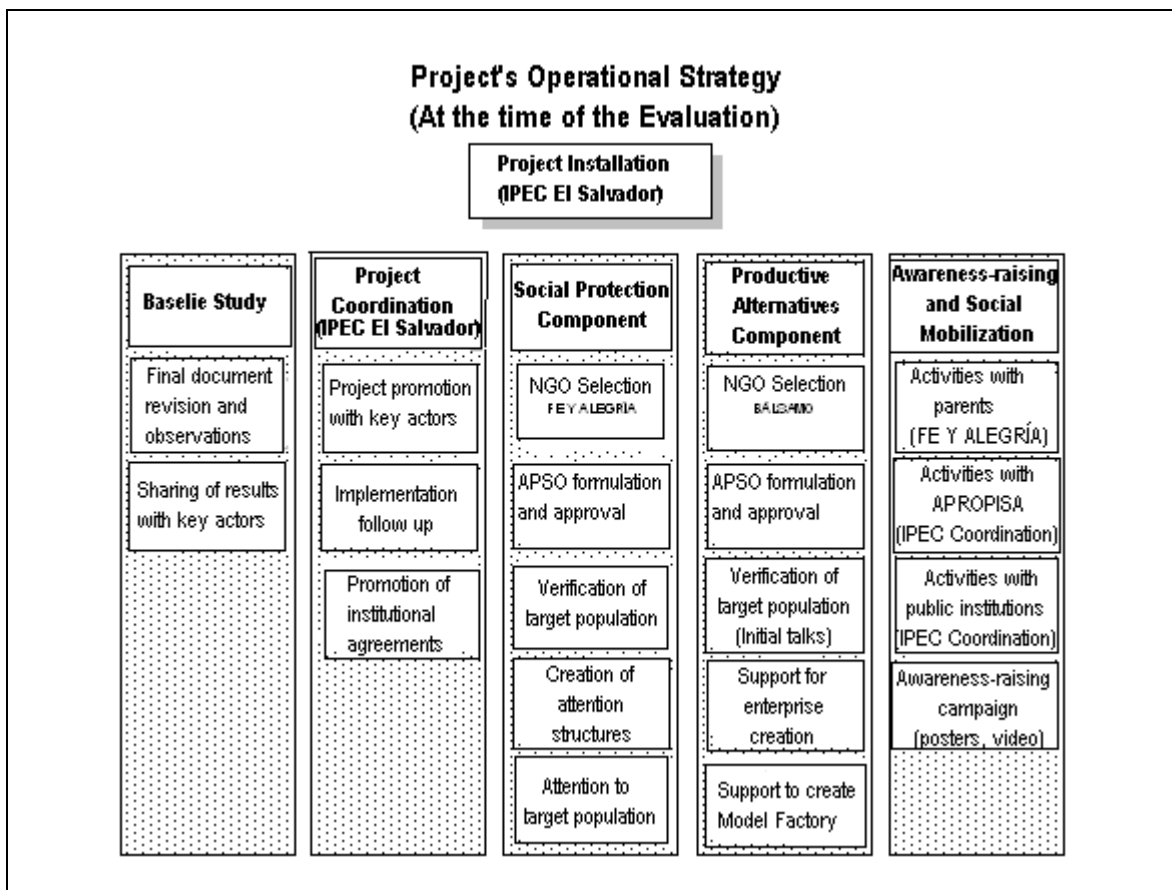 Project's Operational Strategy
(At the time of the Evaluation)
Project Installation
(IPEC El Salvador)
Baselie Study
Final document
revision and
observations
Sharing of results
with key actors
Project
Coordination
(IPEC El Salvador)
Project promotion
with key actors
Implementation
follow up
Promotion of
institutional
agreements
Social Protection
Component
NGO Selection
FE Y ALEGRÍA
APSO formulation
and approval
Verification of
target population
Creation of
attention
structures
Attention to
target population
Productive
Alternatives
Component
NGO Selection
BÁLSAMO
APSO formulation
and approval
Verification of
target population
(Initial talks)
Support for
enterprise
creation
Support to create
Model Factory
Awareness-raising
and Social
Mobilization
Activities with
parents
(FE Y ALEGRÍA)
Activities with
APROPISA
(IPEC Coordination)
Activities with
public institutions
(IPEC Coordination)
Awareness-raising
campaign
(posters, video)